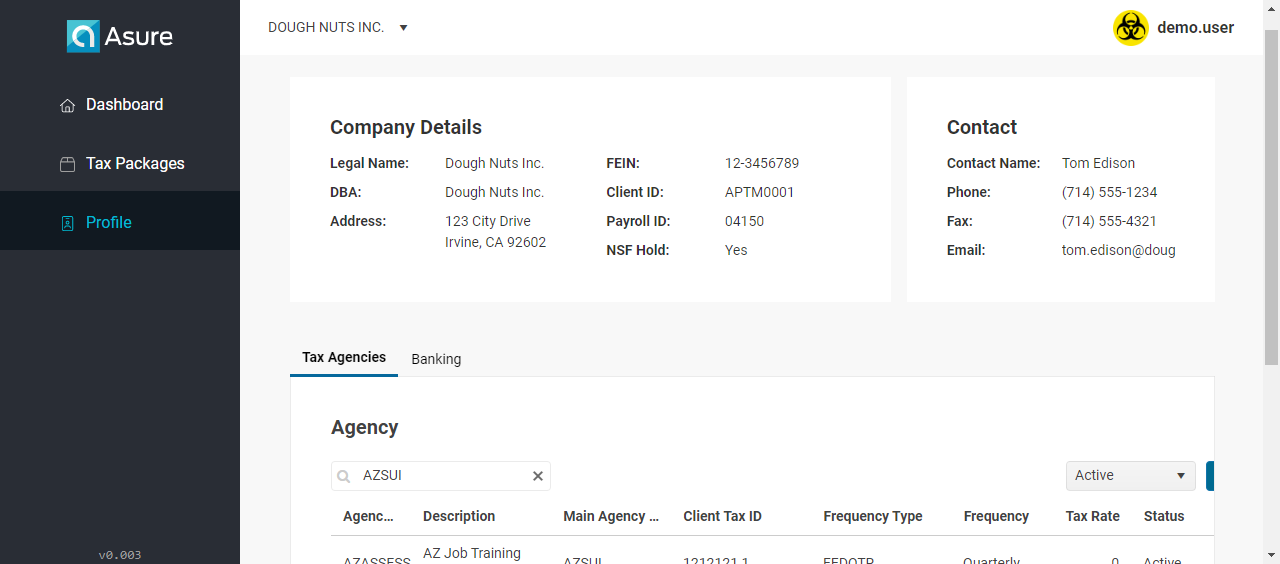 Asure
Dashboard
Tax Packages
Profile
v0.003
DOUGH NUTS INC.
demo.user
Company Details
Legal Name: Dough Nuts Inc. FEIN: 12-3456789
DBA: Dough Nuts Inc. Client ID: APTM0001
Address: 123 City Drive Payroll ID: 04150
Irvine, CA 92602
NSF Hold: Yes
Contact
Contact Name: Tom Edison
Phone: (714) 555-1234
Fax: (714) 555-4321
Email: tom.edison@doug
Tax Agencies Banking
Agency
AZSUI
Active
Agenc... Description Main Agency ... Client Tax ID Frequency Type Frequency Tax Rate Status
AZ Job Training
AZASSESS AZSUI 1212121 1 FEDQTR Quarterly 0 Active